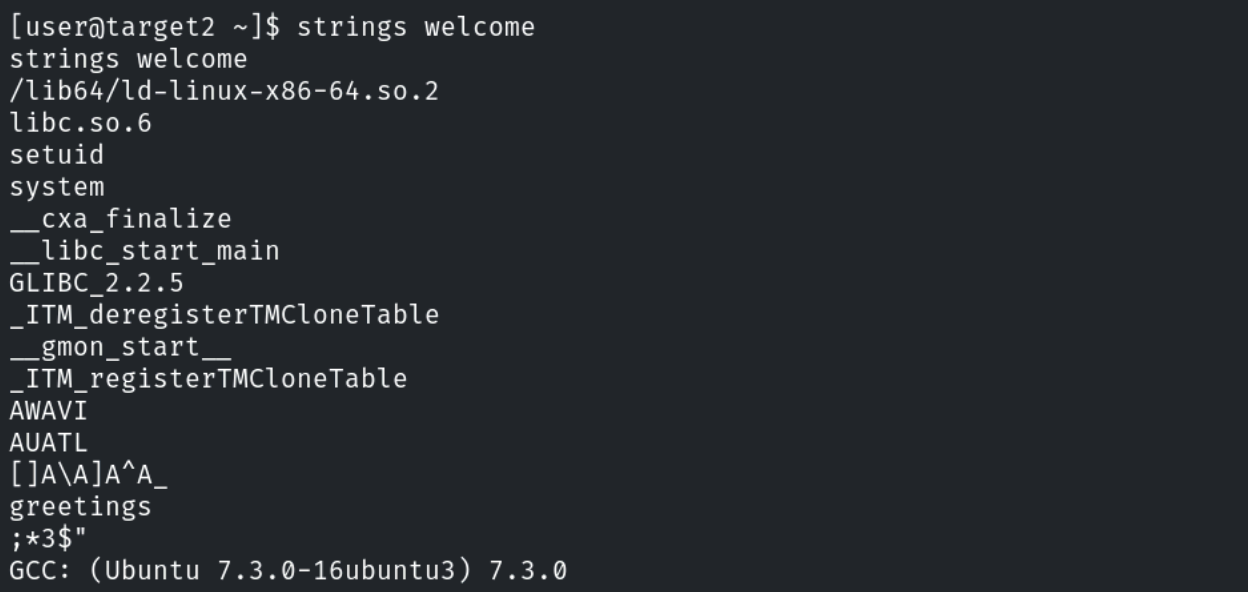 [user@target2 ~]$ strings welcome
strings welcome
/lib64/ld-linux-x86-64.so.2
libc.so.6
setuid
system
__cxa_finalize
__libc_start_main
GLIBC_2.2.5
_ITM_deregisterTMCloneTable
__gmon_start__
_ITM_registerTMCloneTable
AWAVI
AUATL
[]A\A]A^A_
greetings
;*3$"
GCC: (Ubuntu 7.3.0-16ubuntu3) 7.3.0